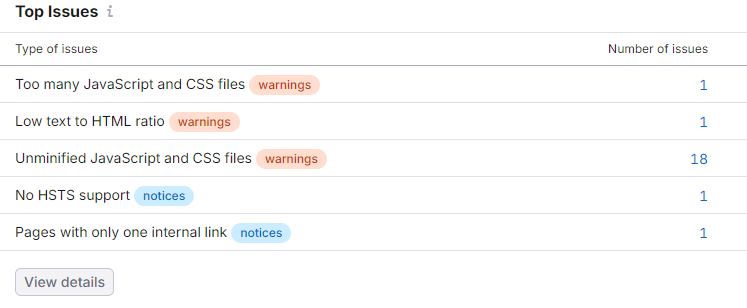 Top Issues i
Type of issues Number of issues
Too many JavaScript and CSS files warnings 1
Low text to HTML ratio warnings 1
Unminified JavaScript and CSS files warnings 18
No HSTS support notices 1
Pages with only one internal link notices 1
View details